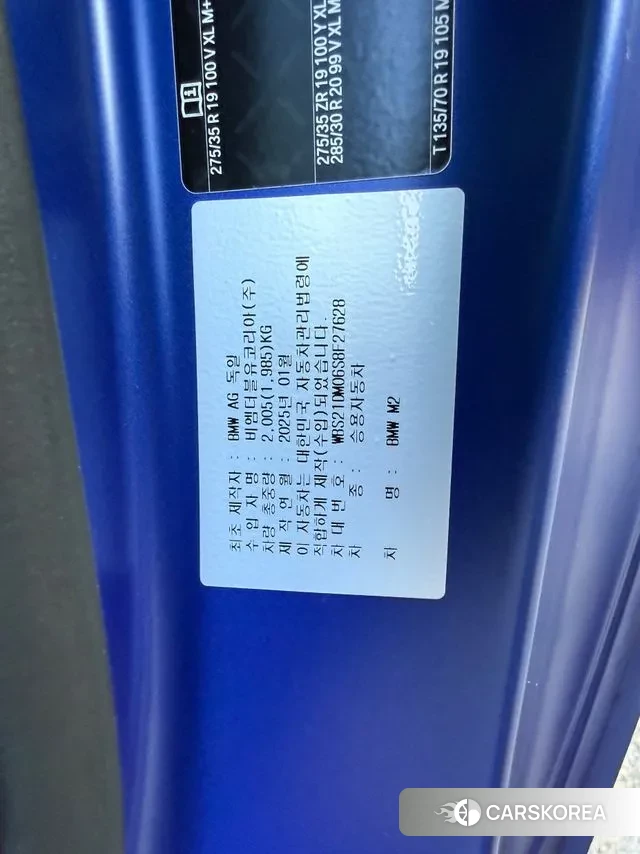 275/35 R 19 100 V XL M+
275/35 ZR 19 100 Y XL
285/30 R 20 99 V XL M
T 135/70 R 19 105 M
최초 제작자 : BMW AG 독일
수 입 자 명 : 비엠더블유코리아(주)
차량 총중량 : 2,005(1,985)KG
제 작 연 월 : 2025년 01월
이 자동차는 대한민국 자동차관리법령에
적합하게 제작(수입)되었습니다.
차 대 번 호 : WBS21DM06S8F27628
차 종 : 승용자동차
차 명 : BMW M2
CARSKOREA